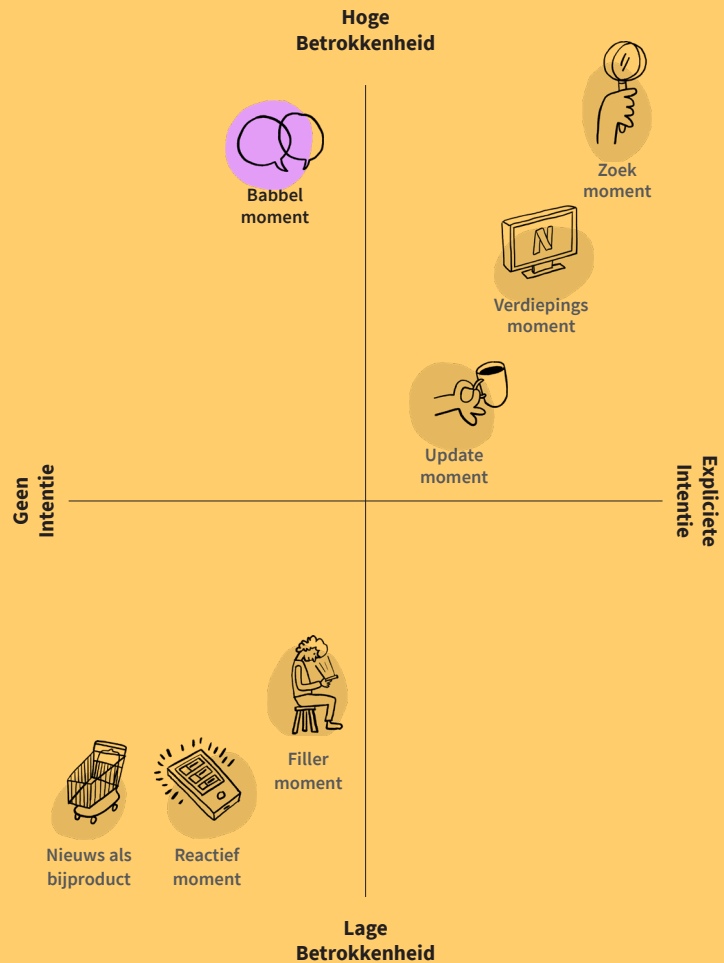 Hoge
Betrokkenheid
Zoek
moment
Babbel
moment
N
Verdiepings
moment
Update
moment
Geen
Intentie
Expliciete
Intentie
Filler
moment
Nieuws als
bijproduct
Reactief
moment
Lage
Betrokkenheid